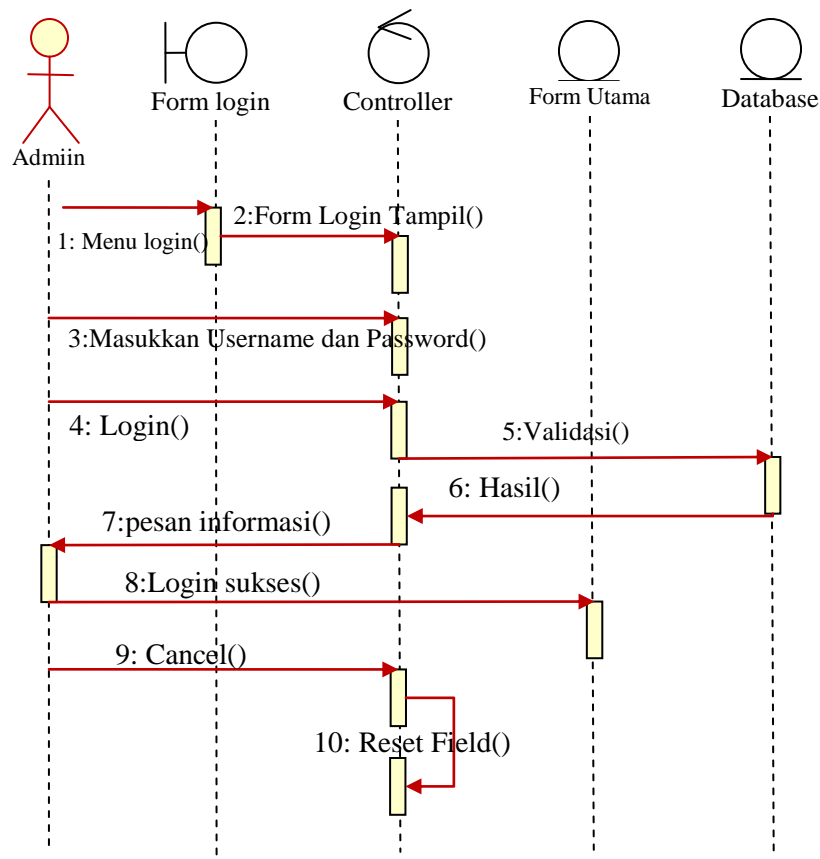 Admiin
Form login
Controller
Form Utama
Database
1: Menu login()
2:Form Login Tampil()
3:Masukkan Username dan Password()
4: Login()
5:Validasi()
6: Hasil()
7:pesan informasi()
8:Login sukses()
9: Cancel()
10: Reset Field()